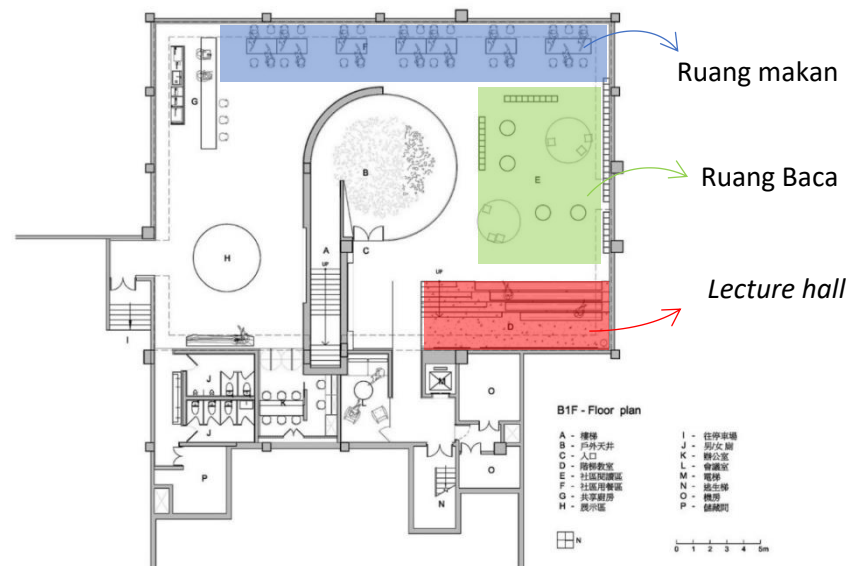 Ruang makan
Ruang Baca
Lecture hall
F
G
B
E
H
A
C
UP
UP
D
I
J
K
L
M
O
J
P
N
O
B1F - Floor plan
A - 樓梯
B - 戶外天井
C - 入口
D - 階梯教室
E - 社區閱讀區
F - 社區用餐區
G - 共享廚房
H - 展示區
I - 往停車場
J - 男/女廁
K - 辦公室
L - 會議室
M - 電梯
N - 逃生梯
O - 機房
P - 儲藏間
N
0 1 2 3 4 5m